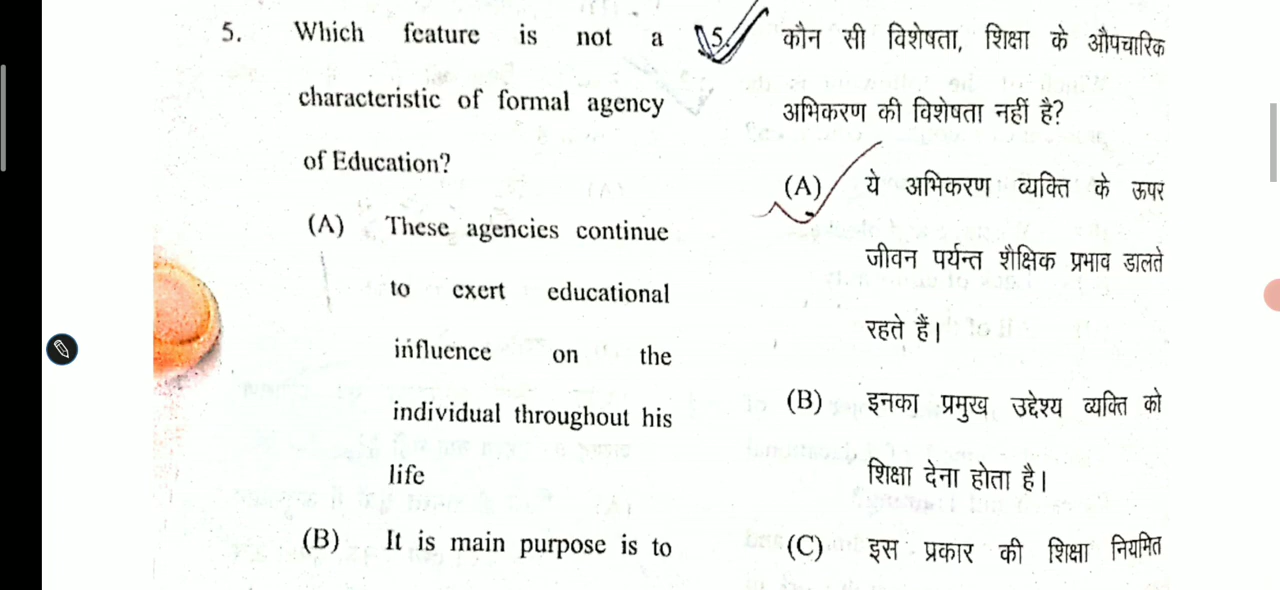 5. Which feature is not a
characteristic of formal agency
of Education?
(A) These agencies continue
to exert educational
influence on the
individual throughout his
life
(B) It is main purpose is to
5. कौन सी विशेषता, शिक्षा के औपचारिक
अभिकरण की विशेषता नहीं है?
(A) ये अभिकरण व्यक्ति के ऊपर
जीवन पर्यन्त शैक्षिक प्रभाव डालते
रहते हैं।
(B) इनका प्रमुख उद्देश्य व्यक्ति को
शिक्षा देना होता है।
(C) इस प्रकार की शिक्षा नियमित